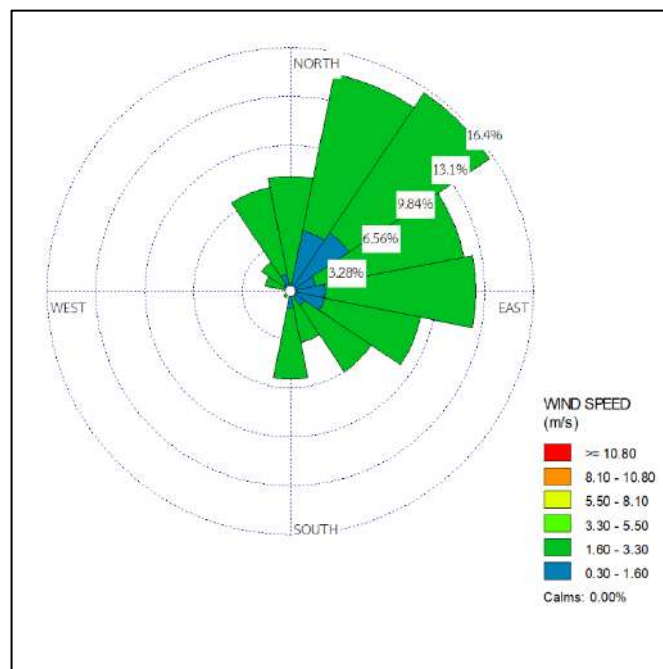 NORTH
16.4%
13.1%
9.84%
6.56%
3.28%
WEST
EAST
SOUTH
WIND SPEED
(m/s)
>= 10.80
8.10 - 10.80
5.50 - 8.10
3.30 - 5.50
1.60 - 3.30
0.30 - 1.60
Calms: 0.00%